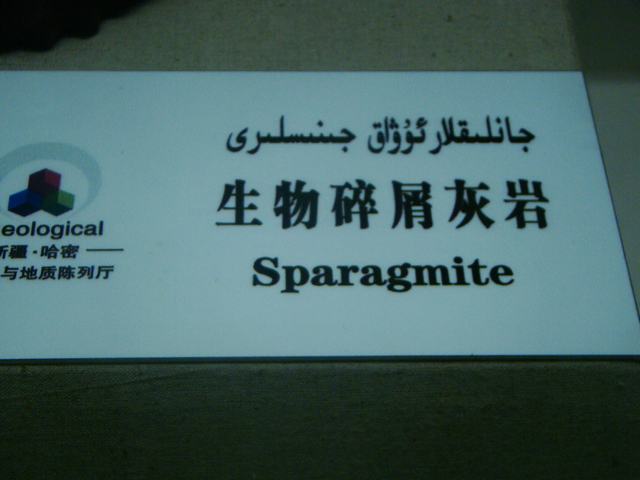 جانلىقلار ئۇۋۋاق جىنىسلىرى
生物碎屑灰岩
Sparagmite
eological
新疆·哈密
与地质陈列厅